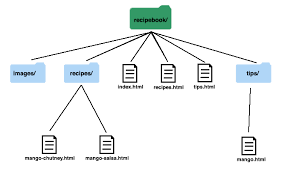 recipebook/
images/
recipes/
index.html
recipes.html
tips.html
tips/
mango-chutney.html
mango-salsa.html
mango.html